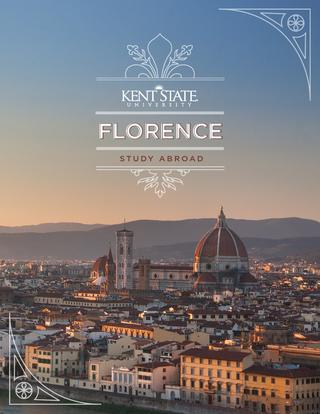 KENT STATE
UNIVERSITY
FLORENCE
STUDY ABROAD